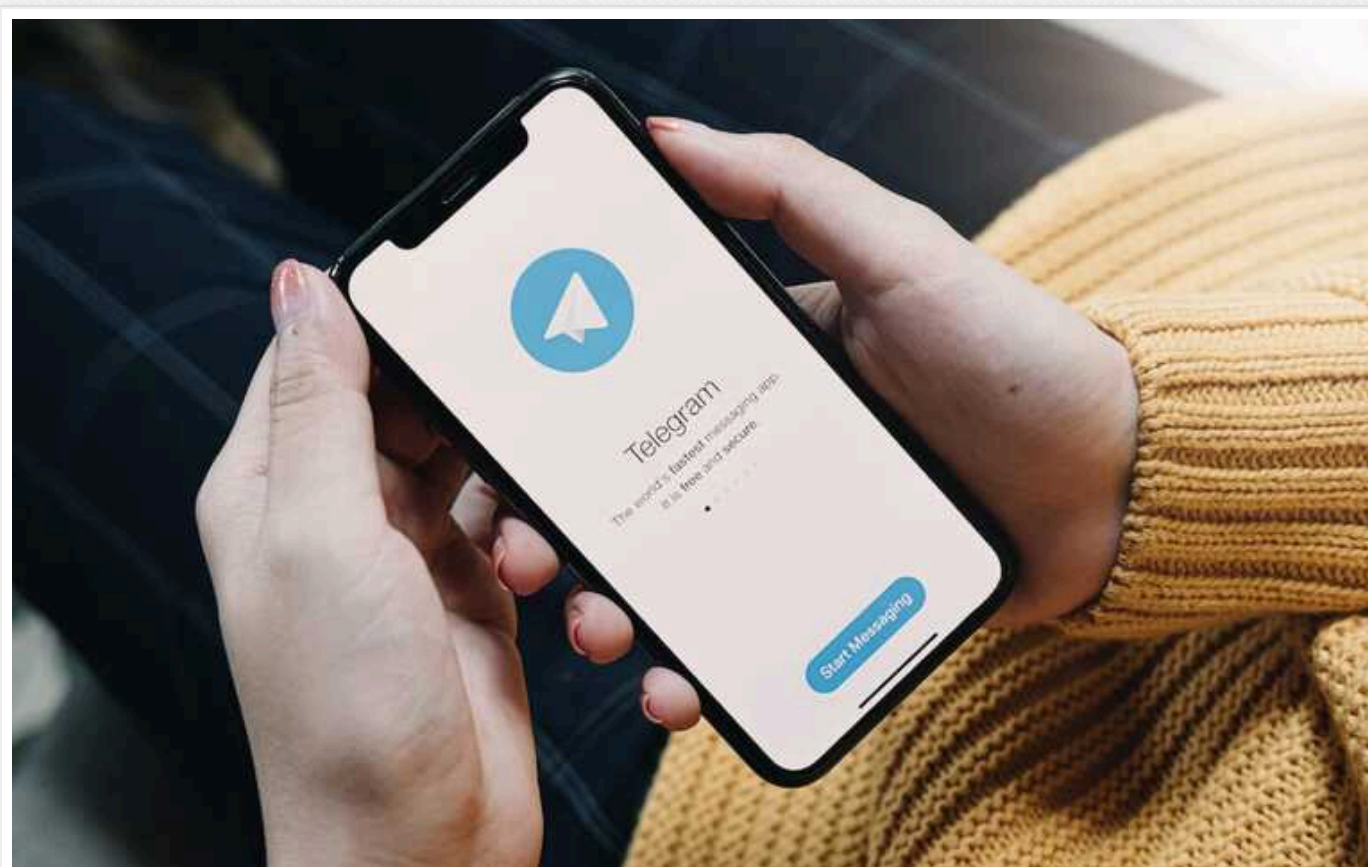 Telegram
The world's fastest messaging app.
It is free and secure.
Start Messaging